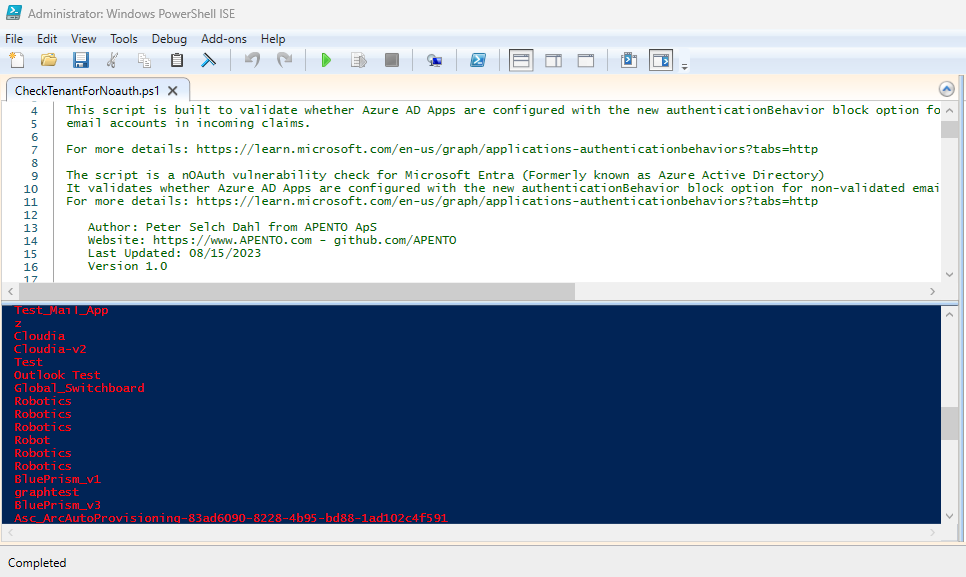 Administrator: Windows PowerShell ISE
File Edit View Tools Debug Add-ons Help
CheckTenantForNoauth.ps1
4 This script is built to validate whether Azure AD Apps are configured with the new authenticationBehavior block option fo
5 email accounts in incoming claims.
6
7 For more details: https://learn.microsoft.com/en-us/graph/applications-authenticationbehaviors?tabs=http
8
9 The script is a nOAuth vulnerability check for Microsoft Entra (Formerly known as Azure Active Directory)
10 It validates whether Azure AD Apps are configured with the new authenticationBehavior block option for non-validated emai
11 For more details: https://learn.microsoft.com/en-us/graph/applications-authenticationbehaviors?tabs=http
12
13 Author: Peter Selch Dahl from APENTO ApS
14 Website: https://www.APENTO.com - github.com/APENTO
15 Last Updated: 08/15/2023
16 Version 1.0
17
Test_Mail_App
z
Cloudia
Cloudia-v2
Test
Outlook Test
Global_Switchboard
Robotics
Robotics
Robotics
Robot
Robotics
Robotics
BluePrism_v1
graphtest
BluePrism_v3
Asc_ArcAutoProvisioning-83ad6090-8228-4b95-bd88-1ad102c4f591
Completed